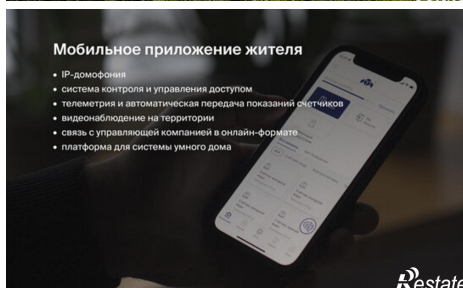 Мобильное приложение жителя
• IP-домофония
• система контроля и управления доступом
• телеметрия и автоматическая передача показаний счетчиков
• видеонаблюдение на территории
• связь с управляющей компанией в онлайн-формате
• платформа для системы умного дома
Restate